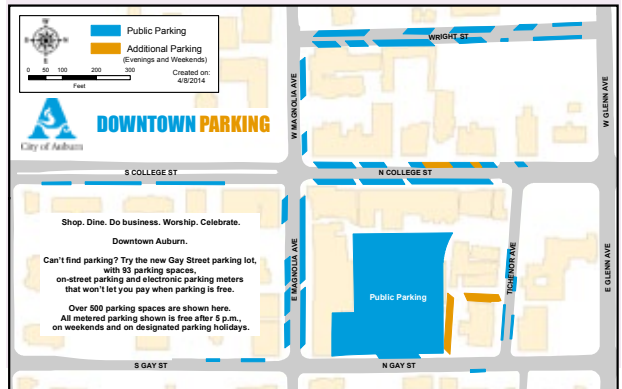 N
W
E
S
Public Parking
Additional Parking
(Evenings and Weekends)
0 50 100 200 300
Feet
Created on:
4/8/2014
City of Auburn
DOWNTOWN PARKING
WRIGHT ST
W MAGNOLIA AVE
W GLENN AVE
S COLLEGE ST
N COLLEGE ST
Shop. Dine. Do business. Worship. Celebrate.
Downtown Auburn.
Can't find parking? Try the new Gay Street parking lot,
with 93 parking spaces,
on-street parking and electronic parking meters
that won't let you pay when parking is free.
Over 500 parking spaces are shown here.
All metered parking shown is free after 5 p.m.,
on weekends and on designated parking holidays.
E MAGNOLIA AVE
Public Parking
TICHENOR AVE
E GLENN AVE
S GAY ST
N GAY ST